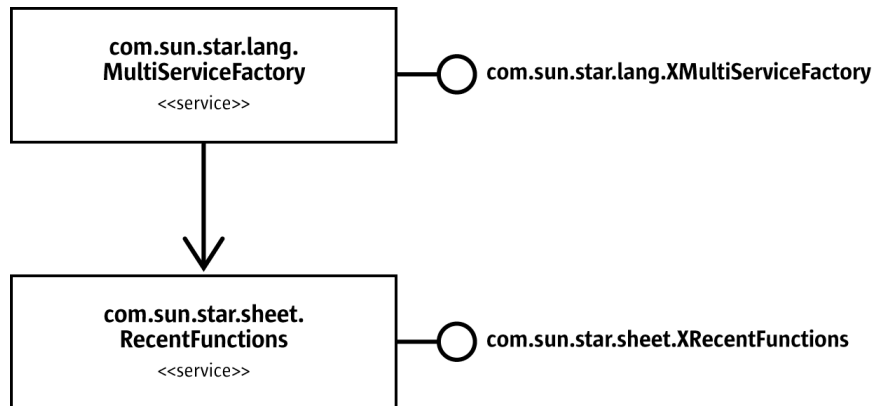 com.sun.star.lang.
MultiServiceFactory
<<service>>
com.sun.star.lang.XMultiServiceFactory
com.sun.star.sheet.
RecentFunctions
<<service>>
com.sun.star.sheet.XRecentFunctions